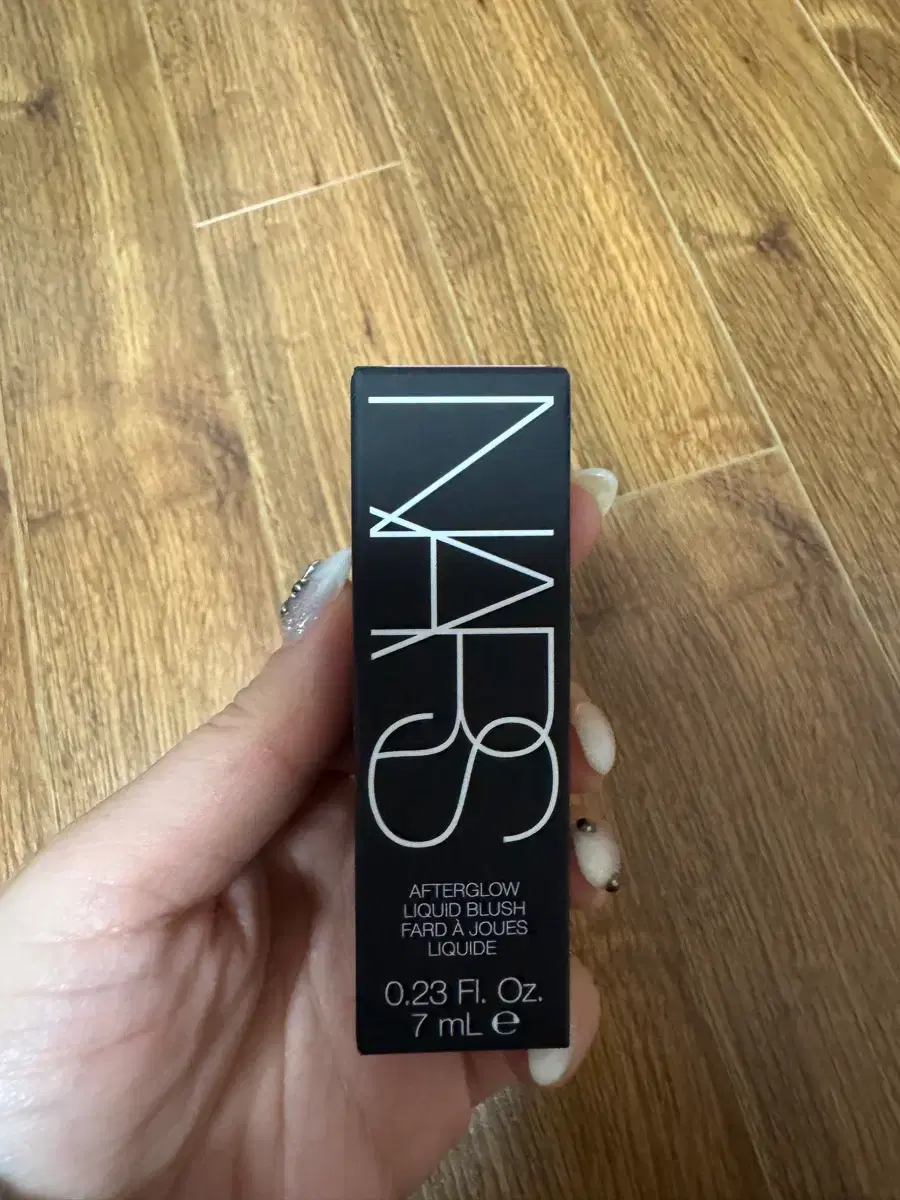 NARS
AFTERGLOW
LIQUID BLUSH
FARD À JOUES
LIQUIDE
0.23 Fl. Oz.
7 mL ℮